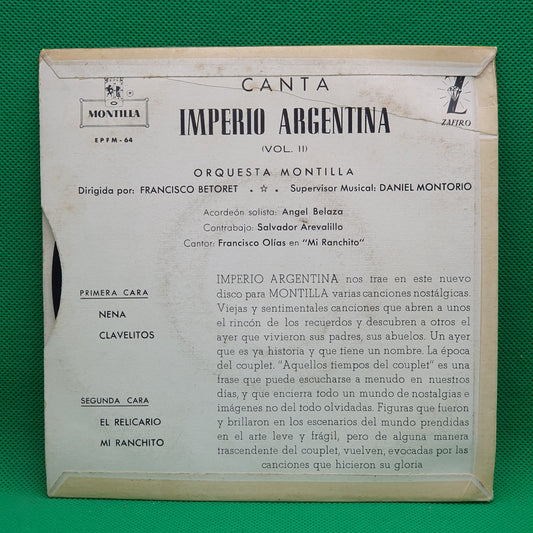 CANTA
MONTILLA
EPFM-64
IMPERIO ARGENTINA
(VOL. II)
Z
ZAFIRO
ORQUESTA MONTILLA
Dirigida por: FRANCISCO BETORET . ☆ . Supervisor Musical: DANIEL MONTORIO
Acordeón solista: Angel Belaza
Contrabajo: Salvador Arevalillo
Cantor: Francisco Olías en "Mi Ranchito"
PRIMERA CARA
NENA
CLAVELITOS
SEGUNDA CARA
EL RELICARIO
MI RANCHITO
IMPERIO ARGENTINA nos trae en este nuevo
disco para MONTILLA varias canciones nostálgicas.
Viejas y sentimentales canciones que abren a unos
el rincón de los recuerdos y descubren a otros el
ayer que vivieron sus padres, sus abuelos. Un ayer
que es ya historia y que tiene un nombre. La época
del couplet. "Aquellos tiempos del couplet" es una
frase que puede escucharse a menudo en nuestros
días, y que encierra todo un mundo de nostalgias e
imágenes no del todo olvidadas. Figuras que fueron
y brillaron en los escenarios del mundo prendidas
en el arte leve y frágil, pero de alguna manera
trascendente del couplet, vuelven, evocadas por las
canciones que hicieron su gloria